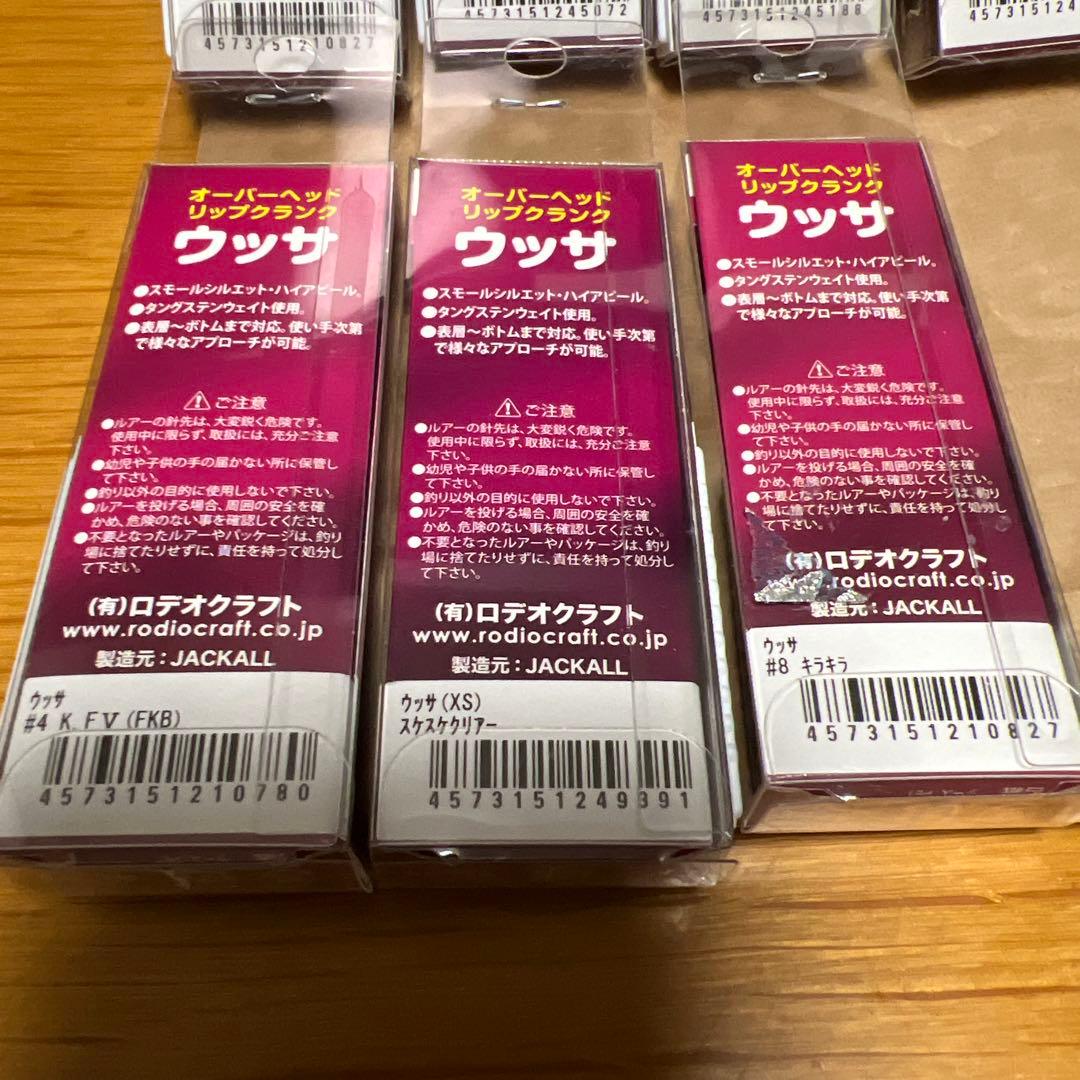 4573151210827
4573151245072
4573151245188
オーバーヘッド
リップクランク
ウッサ
●スモールシルエット・ハイアピール。
●タングステンウェイト使用。
●表層〜ボトムまで対応。使い手次第
で様々なアプローチが可能。
ご注意
●ルアーの針先は、大変鋭く危険です。
使用中に限らず、取扱には、充分ご注意
下さい。
●幼児や子供の手の届かない所に保管し
て下さい。
●釣り以外の目的に使用しないで下さい。
●ルアーを投げる場合、周囲の安全を確
かめ、危険のない事を確認してください。
●不要となったルアーやパッケージは、釣り
場に捨てたりせずに、責任を持って処分し
て下さい。
(有)ロデオクラフト
www.rodiocraft.co.jp
製造元：JACKALL
ウッサ
#4 K.FV(FKB)
4573151210780
オーバーヘッド
リップクランク
ウッサ
●スモールシルエット・ハイアピール。
●タングステンウェイト使用。
●表層〜ボトムまで対応。使い手次第
で様々なアプローチが可能。
ご注意
●ルアーの針先は、大変鋭く危険です。
使用中に限らず、取扱には、充分ご注意
下さい。
●幼児や子供の手の届かない所に保管し
て下さい。
●釣り以外の目的に使用しないで下さい。
●ルアーを投げる場合、周囲の安全を確
かめ、危険のない事を確認してください。
●不要となったルアーやパッケージは、釣り
場に捨てたりせずに、責任を持って処分し
て下さい。
(有)ロデオクラフト
www.rodiocraft.co.jp
製造元：JACKALL
ウッサ(XS)
スケスケクリアー
4573151249391
オーバーヘッド
リップクランク
ウッサ
●スモールシルエット・ハイアピール。
●タングステンウェイト使用。
●表層〜ボトムまで対応。使い手次第
で様々なアプローチが可能。
ご注意
●ルアーの針先は、大変鋭く危険です。
使用中に限らず、取扱には、充分ご注意
下さい。
●幼児や子供の手の届かない所に保管し
て下さい。
●釣り以外の目的に使用しないで下さい。
●ルアーを投げる場合、周囲の安全を確
かめ、危険のない事を確認してください。
●不要となったルアーやパッケージは、釣り
場に捨てたりせずに、責任を持って処分し
て下さい。
(有)ロデオクラフト
rodiocraft.co.jp
製造元：JACKALL
ウッサ
#8 キラキラ
4573151210827